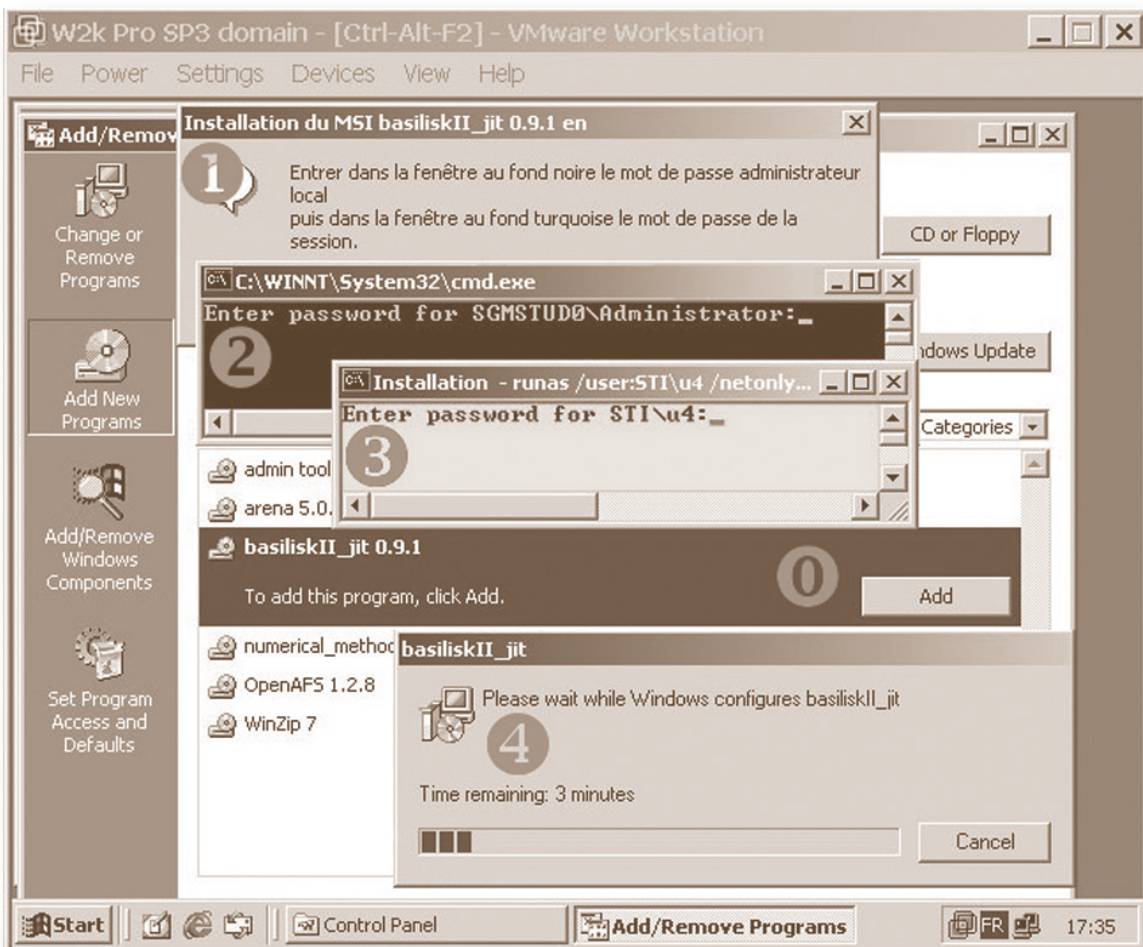 W2k Pro SP3 domain - [Ctrl-Alt-F2] - VMware Workstation
File Power Settings Devices View Help
Add/Remov
Installation du MSI basiliskII_jit 0.9.1 en
1
Entrer dans la fenêtre au fond noire le mot de passe administrateur
local
puis dans la fenêtre au fond turquoise le mot de passe de la
session.
Change or
Remove
Programs
CD or Floppy
C:\WINNT\System32\cmd.exe
Enter password for SGMSTUD0\Administrator:_
2
ndows Update
Add New
Programs
Installation - runas /user:STI\u4 /netonly...
Enter password for STI\u4:_
3
Categories
admin tool
arena 5.0.
Add/Remove
Windows
Components
basiliskII_jit 0.9.1
To add this program, click Add.
0
Add
numerical_method
OpenAFS 1.2.8
WinZip 7
Set Program
Access and
Defaults
basiliskII_jit
Please wait while Windows configures basiliskII_jit
4
Time remaining: 3 minutes
Cancel
Start
Control Panel
Add/Remove Programs
FR
17:35